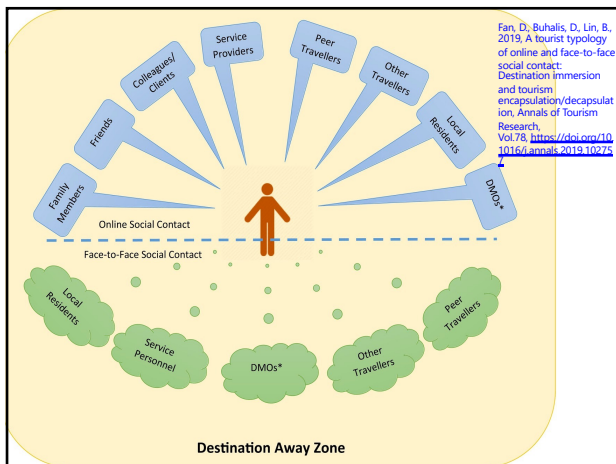 Fan, D., Buhalis, D., Lin, B.,
2019, A tourist typology
of online and face-to-face
social contact:
Destination immersion
and tourism
encapsulation/decapsulat
ion, Annals of Tourism
Research,
Vol.78, https://doi.org/10.
1016/j.annals.2019.10275
7
Family
Members
Friends
Colleagues/
Clients
Service
Providers
Peer
Travellers
Other
Travellers
Local
Residents
DMOs*
Online Social Contact
Face-to-Face Social Contact
Local
Residents
Service
Personnel
DMOs*
Other
Travellers
Peer
Travellers
Destination Away Zone